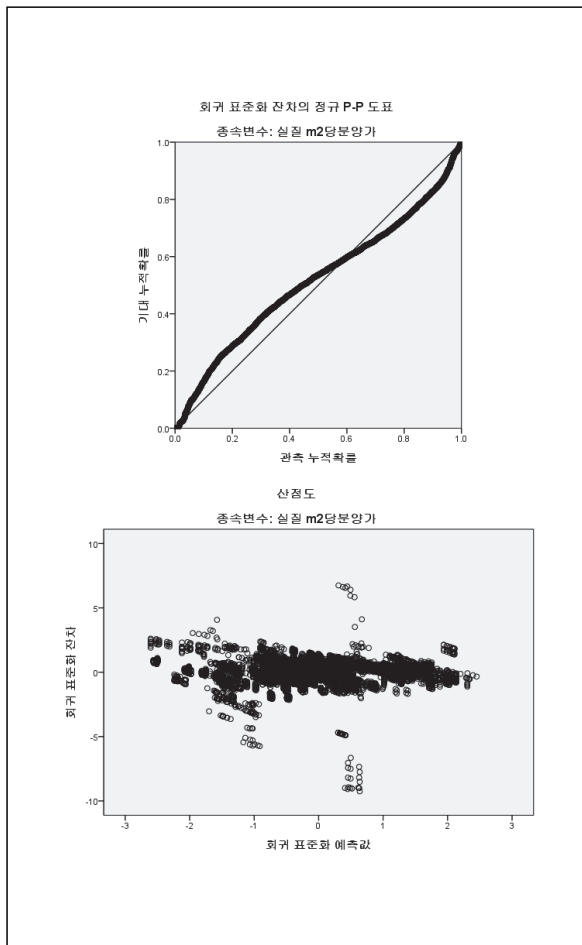 회귀 표준화 잔차의 정규 P-P 도표
종속변수: 실질 m2당분양가
1.0
0.8
0.6
0.4
0.2
0.0
0.0 0.2 0.4 0.6 0.8 1.0
기대 누적확률
관측 누적확률
산점도
종속변수: 실질 m2당분양가
10
5
0
-5
-10
회귀 표준화 잔차
-3 -2 -1 0 1 2 3
회귀 표준화 예측값